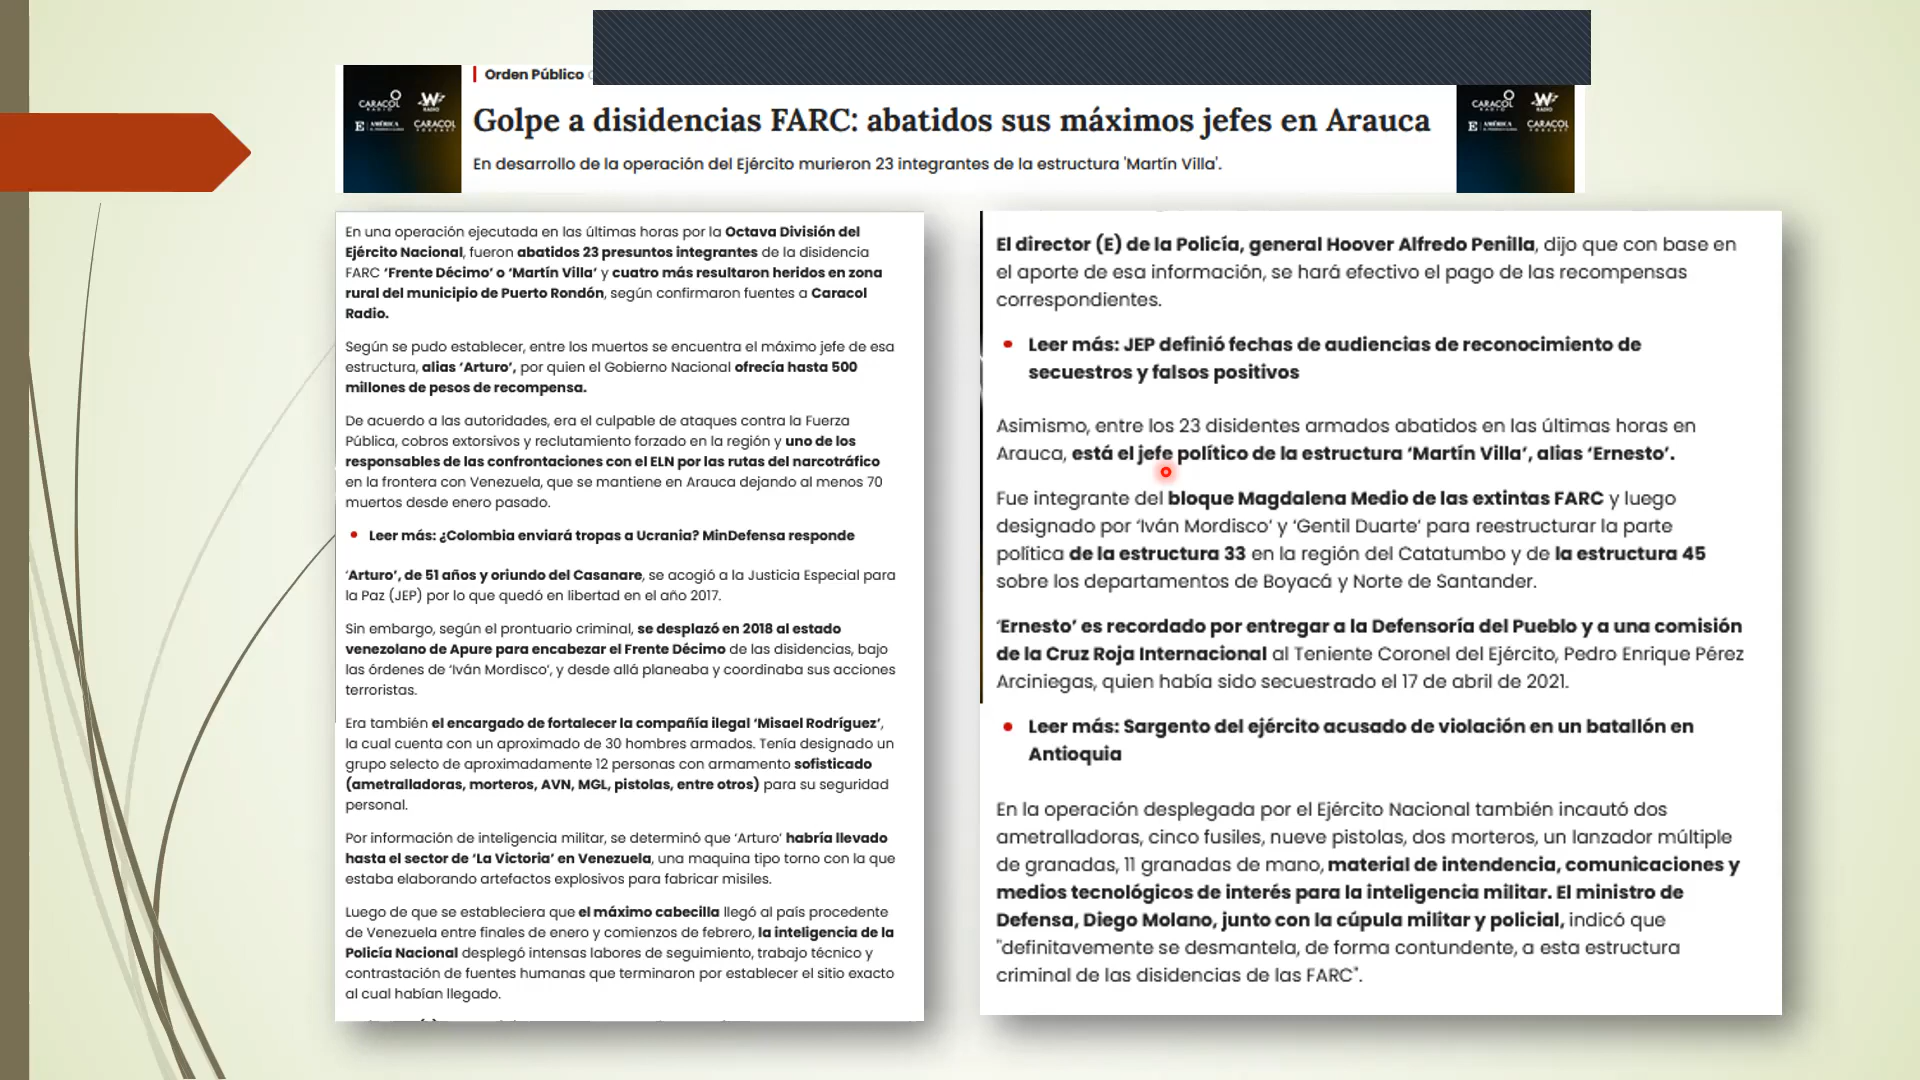 Orden Público
CARACOL
RADIO
W
RADIO
E AMÉRICA
CARACOL
PODCAST
Golpe a disidencias FARC: abatidos sus máximos jefes en Arauca
En desarrollo de la operación del Ejército murieron 23 integrantes de la estructura 'Martín Villa'.
CARACOL
RADIO
W
RADIO
E AMÉRICA
CARACOL
PODCAST
En una operación ejecutada en las últimas horas por la Octava División del
Ejército Nacional, fueron abatidos 23 presuntos integrantes de la disidencia
FARC ‘Frente Décimo’ o ‘Martín Villa’ y cuatro más resultaron heridos en zona
rural del municipio de Puerto Rondón, según confirmaron fuentes a Caracol
Radio.
Según se pudo establecer, entre los muertos se encuentra el máximo jefe de esa
estructura, alias ‘Arturo’, por quien el Gobierno Nacional ofrecía hasta 500
millones de pesos de recompensa.
De acuerdo a las autoridades, era el culpable de ataques contra la Fuerza
Pública, cobros extorsivos y reclutamiento forzado en la región y uno de los
responsables de las confrontaciones con el ELN por las rutas del narcotráfico
en la frontera con Venezuela, que se mantiene en Arauca dejando al menos 70
muertos desde enero pasado.
• Leer más: ¿Colombia enviará tropas a Ucrania? MinDefensa responde
‘Arturo’, de 51 años y oriundo del Casanare, se acogió a la Justicia Especial para
la Paz (JEP) por lo que quedó en libertad en el año 2017.
Sin embargo, según el prontuario criminal, se desplazó en 2018 al estado
venezolano de Apure para encabezar el Frente Décimo de las disidencias, bajo
las órdenes de ‘Iván Mordisco’, y desde allá planeaba y coordinaba sus acciones
terroristas.
Era también el encargado de fortalecer la compañía ilegal ‘Misael Rodríguez’,
la cual cuenta con un aproximado de 30 hombres armados. Tenía designado un
grupo selecto de aproximadamente 12 personas con armamento sofisticado
(ametralladoras, morteros, AVN, MGL, pistolas, entre otros) para su seguridad
personal.
Por información de inteligencia militar, se determinó que ‘Arturo’ habría llevado
hasta el sector de ‘La Victoria’ en Venezuela, una maquina tipo torno con la que
estaba elaborando artefactos explosivos para fabricar misiles.
Luego de que se estableciera que el máximo cabecilla llegó al país procedente
de Venezuela entre finales de enero y comienzos de febrero, la inteligencia de la
Policía Nacional desplegó intensas labores de seguimiento, trabajo técnico y
contrastación de fuentes humanas que terminaron por establecer el sitio exacto
al cual habían llegado.
El director (E) de la Policía, general Hoover Alfredo Penilla, dijo que con base en
el aporte de esa información, se hará efectivo el pago de las recompensas
correspondientes.
• Leer más: JEP definió fechas de audiencias de reconocimiento de
secuestros y falsos positivos
Asimismo, entre los 23 disidentes armados abatidos en las últimas horas en
Arauca, está el jefe político de la estructura ‘Martín Villa’, alias ‘Ernesto’.
Fue integrante del bloque Magdalena Medio de las extintas FARC y luego
designado por ‘Iván Mordisco’ y ‘Gentil Duarte’ para reestructurar la parte
política de la estructura 33 en la región del Catatumbo y de la estructura 45
sobre los departamentos de Boyacá y Norte de Santander.
‘Ernesto’ es recordado por entregar a la Defensoría del Pueblo y a una comisión
de la Cruz Roja Internacional al Teniente Coronel del Ejército, Pedro Enrique Pérez
Arciniegas, quien había sido secuestrado el 17 de abril de 2021.
• Leer más: Sargento del ejército acusado de violación en un batallón en
Antioquia
En la operación desplegada por el Ejército Nacional también incautó dos
ametralladoras, cinco fusiles, nueve pistolas, dos morteros, un lanzador múltiple
de granadas, 11 granadas de mano, material de intendencia, comunicaciones y
medios tecnológicos de interés para la inteligencia militar. El ministro de
Defensa, Diego Molano, junto con la cúpula militar y policial, indicó que
"definitavemente se desmantela, de forma contundente, a esta estructura
criminal de las disidencias de las FARC".